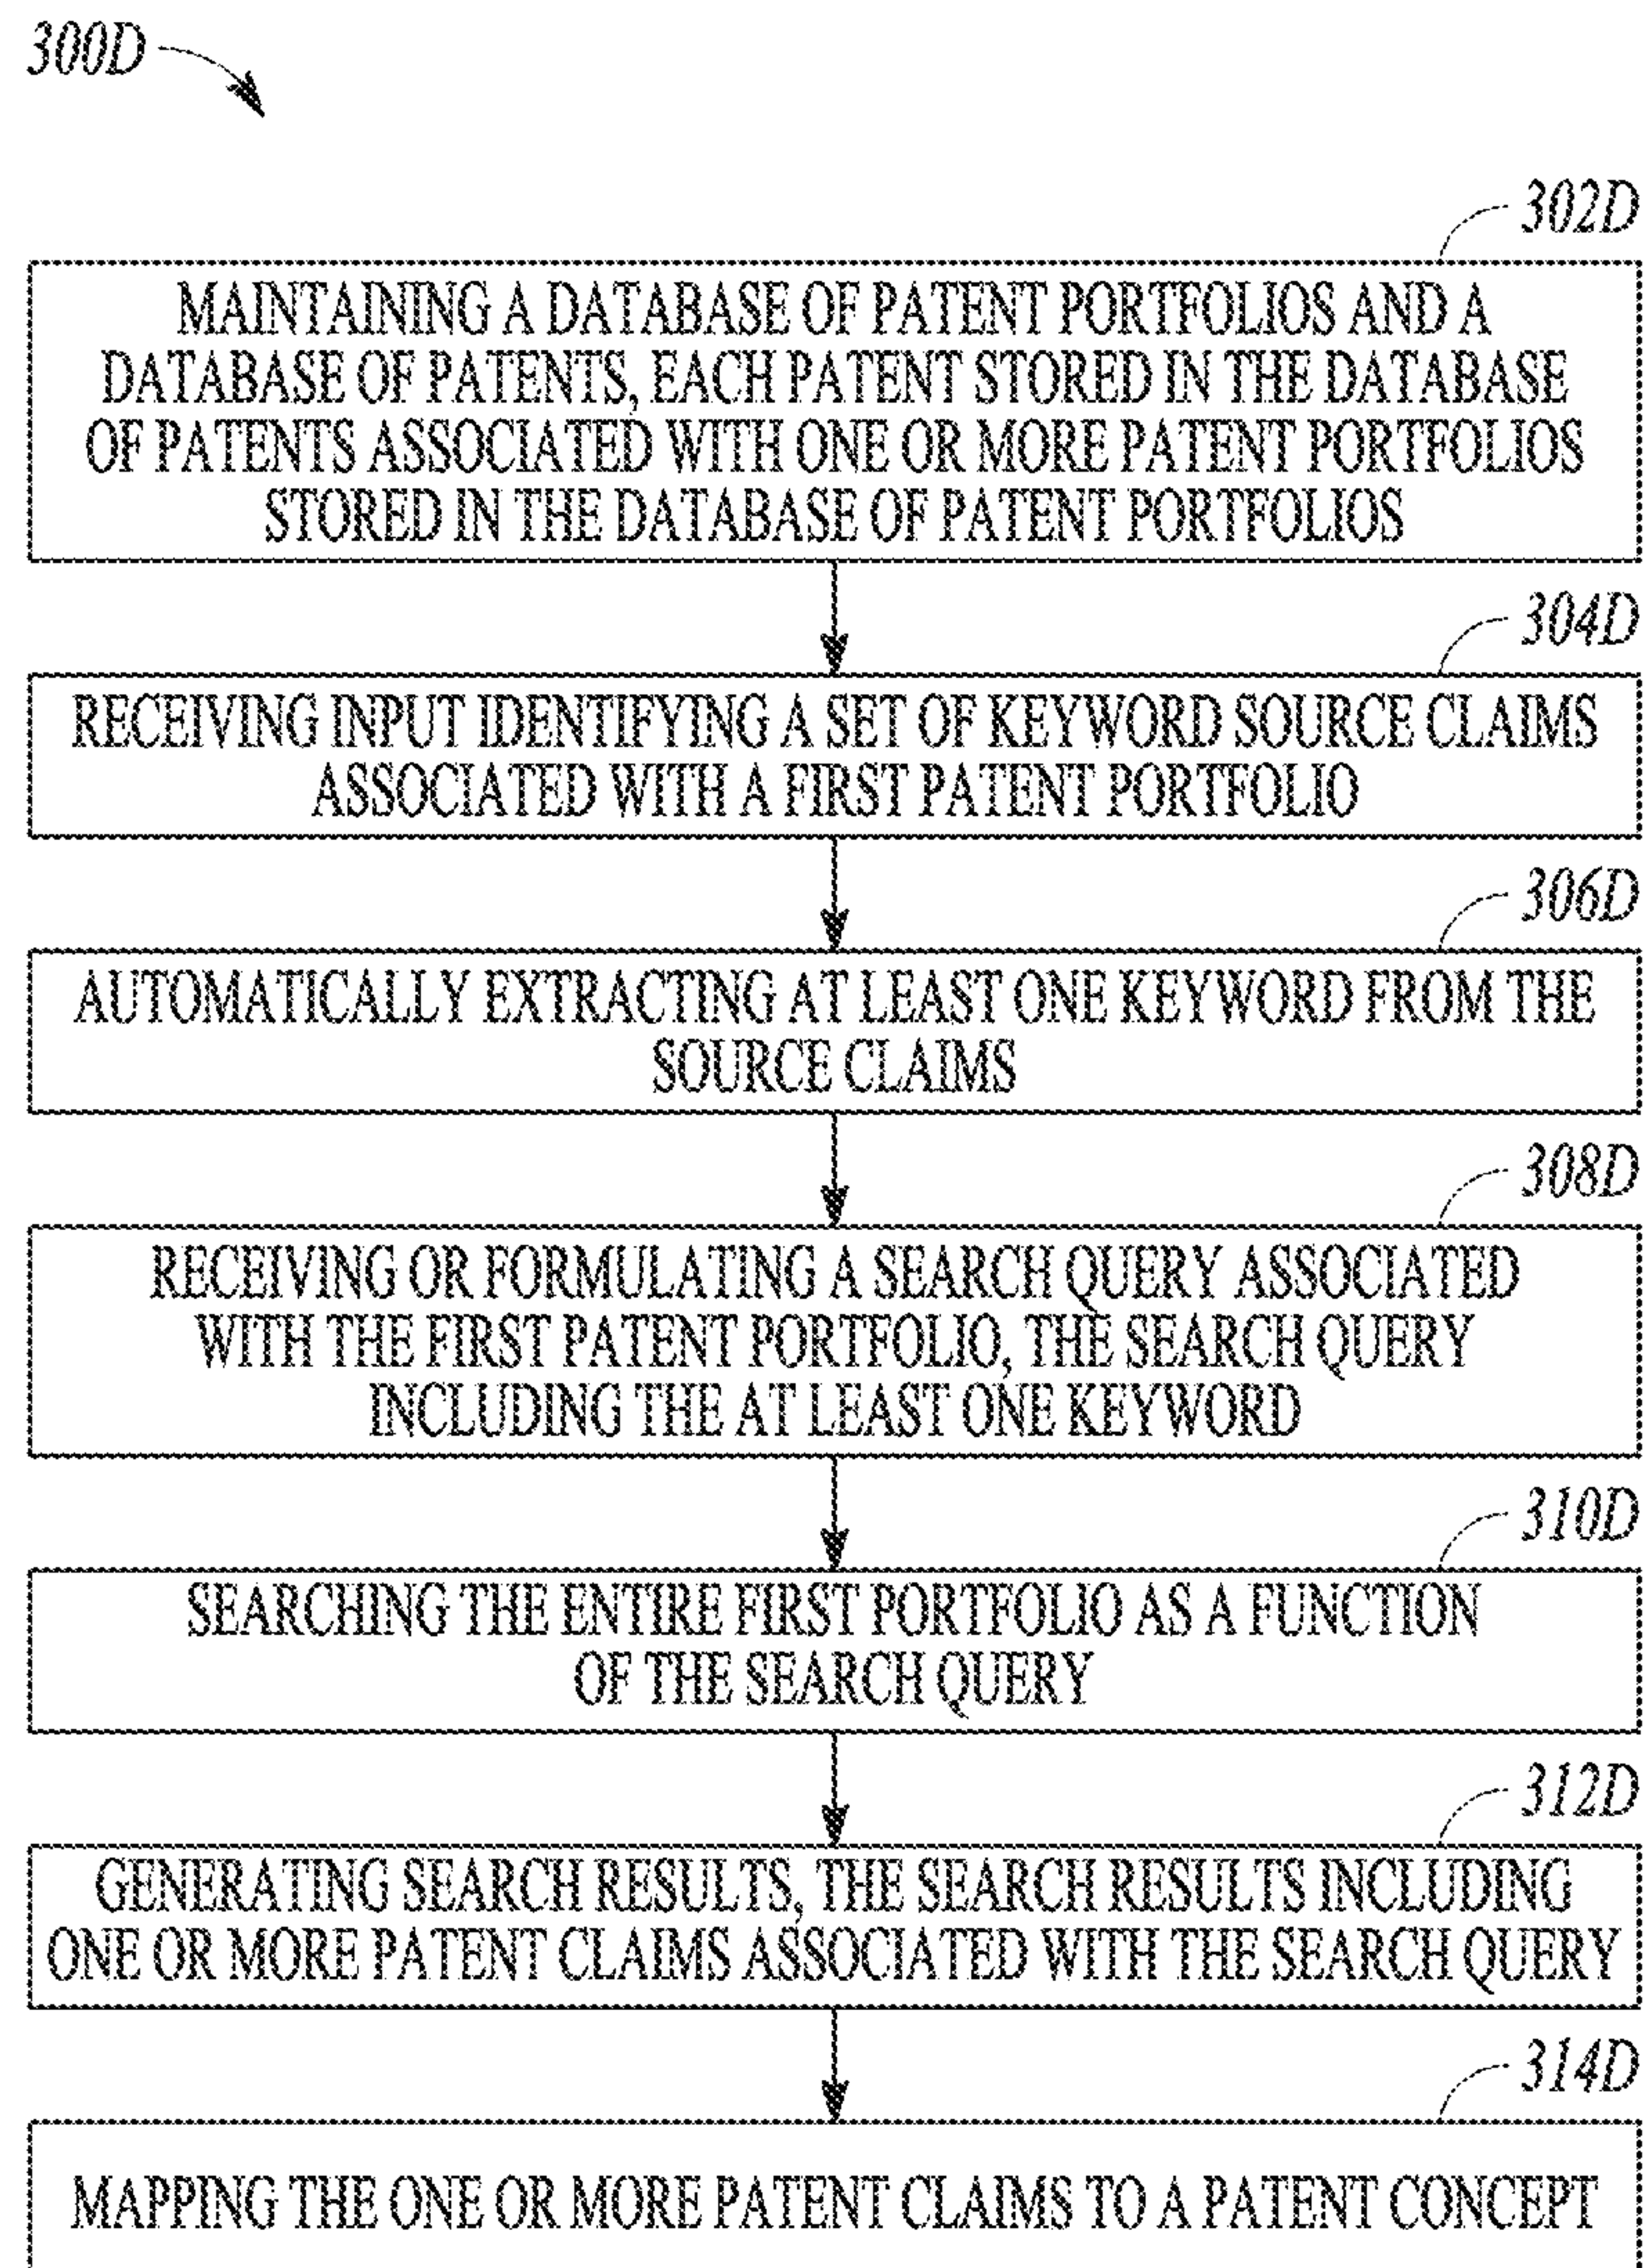 300D
302D
MAINTAINING A DATABASE OF PATENT PORTFOLIOS AND A
DATABASE OF PATENTS, EACH PATENT STORED IN THE DATABASE
OF PATENTS ASSOCIATED WITH ONE OR MORE PATENT PORTFOLIOS
STORED IN THE DATABASE OF PATENT PORTFOLIOS
304D
RECEIVING INPUT IDENTIFYING A SET OF KEYWORD SOURCE CLAIMS
ASSOCIATED WITH A FIRST PATENT PORTFOLIO
306D
AUTOMATICALLY EXTRACTING AT LEAST ONE KEYWORD FROM THE
SOURCE CLAIMS
308D
RECEIVING OR FORMULATING A SEARCH QUERY ASSOCIATED
WITH THE FIRST PATENT PORTFOLIO, THE SEARCH QUERY
INCLUDING THE AT LEAST ONE KEYWORD
310D
SEARCHING THE ENTIRE FIRST PORTFOLIO AS A FUNCTION
OF THE SEARCH QUERY
312D
GENERATING SEARCH RESULTS, THE SEARCH RESULTS INCLUDING
ONE OR MORE PATENT CLAIMS ASSOCIATED WITH THE SEARCH QUERY
314D
MAPPING THE ONE OR MORE PATENT CLAIMS TO A PATENT CONCEPT